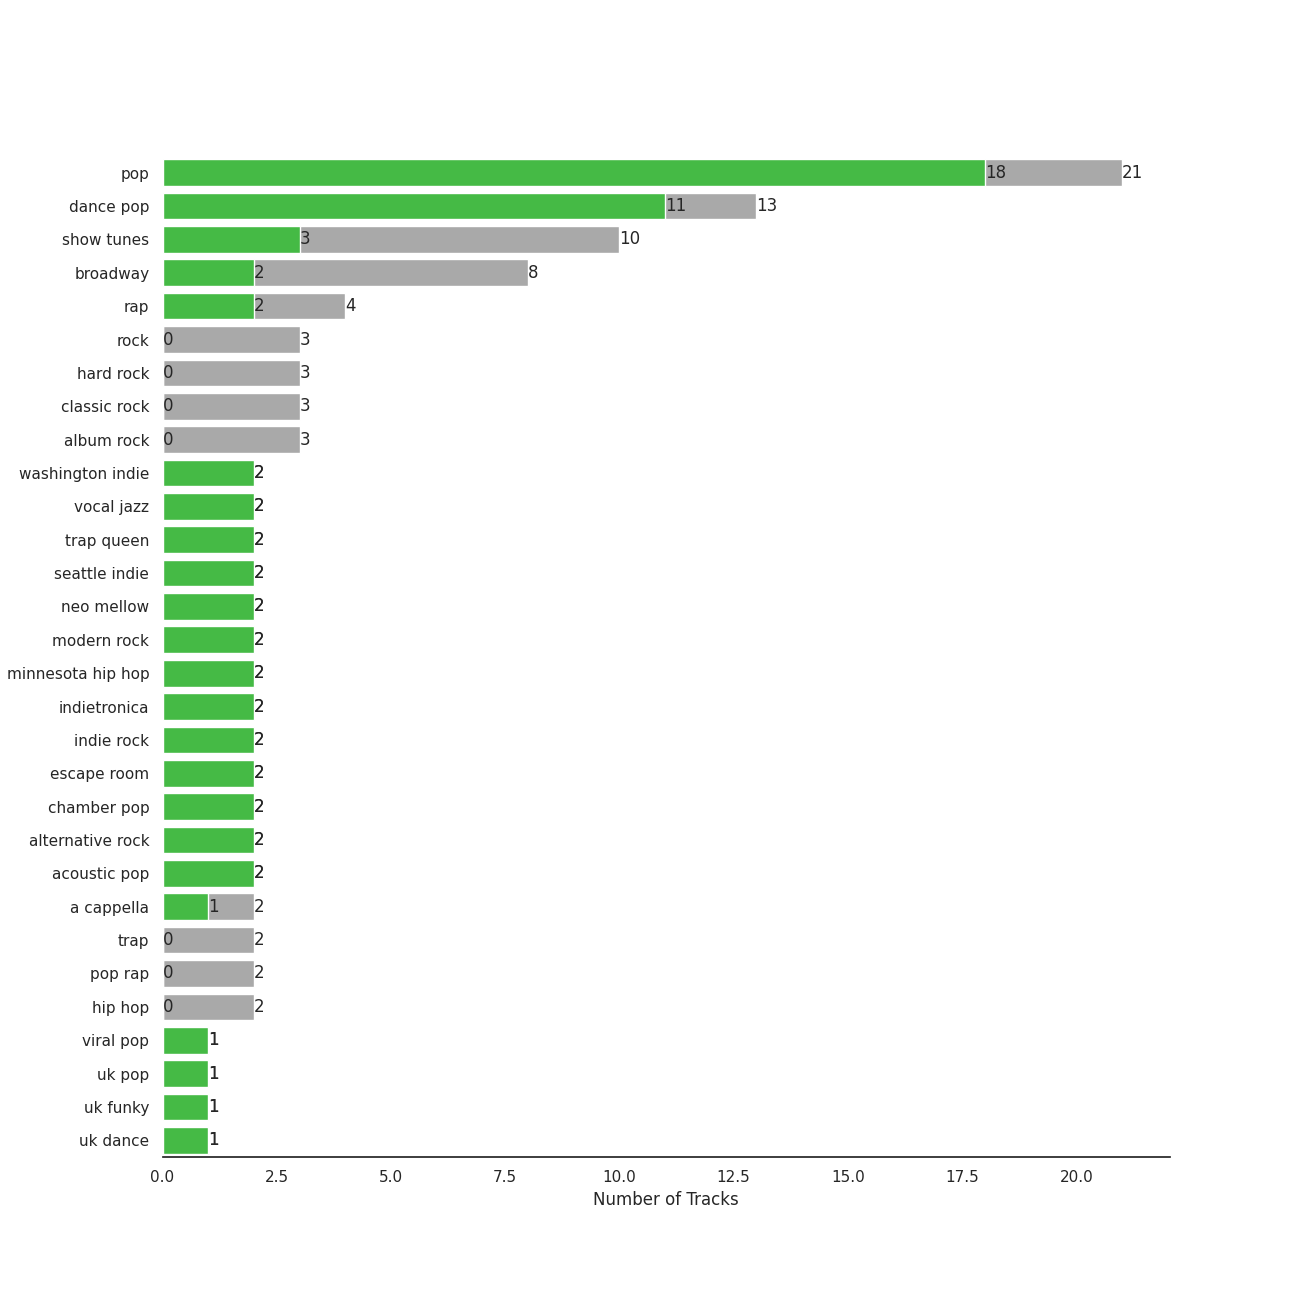 pop 18 21
dance pop 11 13
show tunes 3 10
broadway 2 8
rap 2 4
rock 0 3
hard rock 0 3
classic rock 0 3
album rock 0 3
washington indie 2
vocal jazz 2
trap queen 2
seattle indie 2
neo mellow 2
modern rock 2
minnesota hip hop 2
indietronica 2
indie rock 2
escape room 2
chamber pop 2
alternative rock 2
acoustic pop 2
a cappella 1 2
trap 0 2
pop rap 0 2
hip hop 0 2
viral pop 1
uk pop 1
uk funky 1
uk dance 1
0.0 2.5 5.0 7.5 10.0 12.5 15.0 17.5 20.0
Number of Tracks